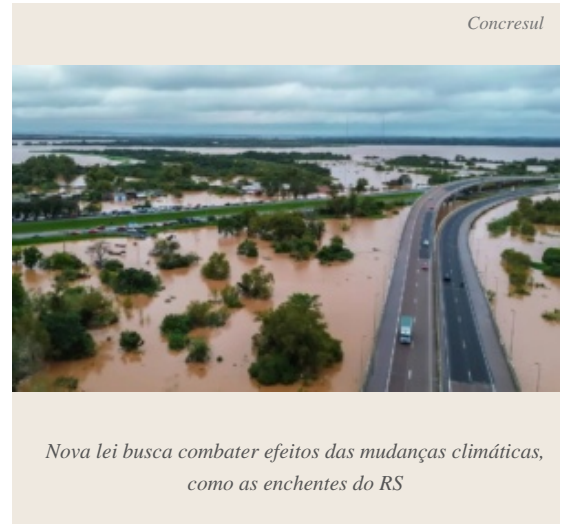 Concresul
Nova lei busca combater efeitos das mudanças climáticas,
como as enchentes do RS